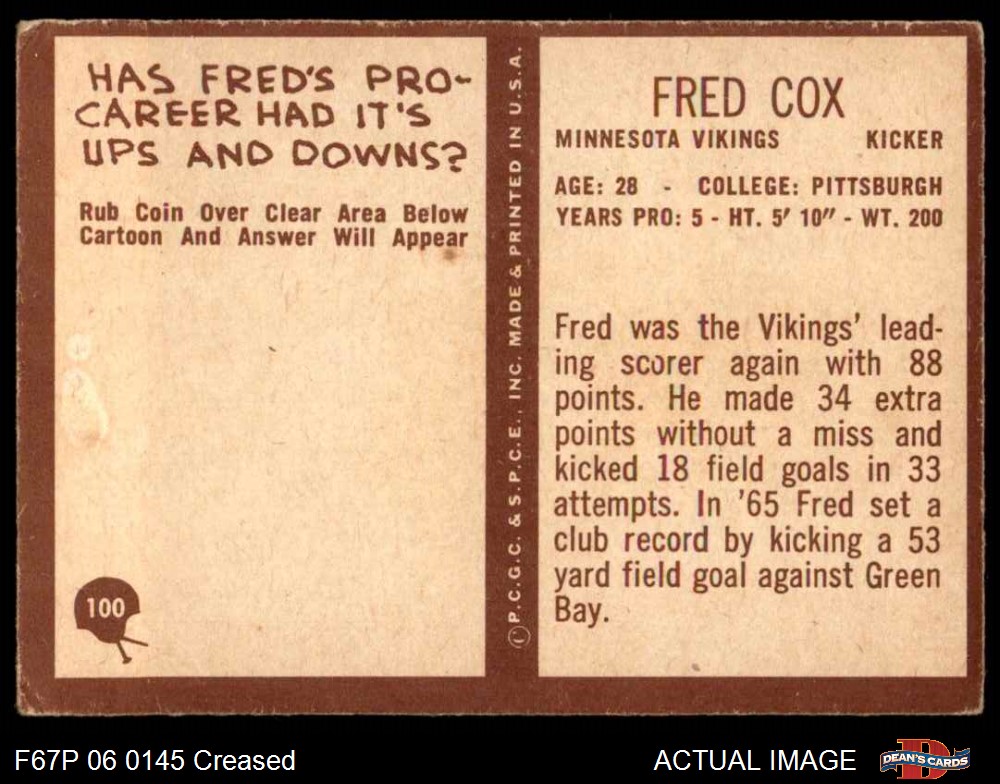 HAS FRED'S PRO-
CAREER HAD IT'S
UPS AND DOWNS?
Rub Coin Over Clear Area Below
Cartoon And Answer Will Appear
100
© P.C.G.C. & S.P.C.E., INC. MADE & PRINTED IN U.S.A.
FRED COX
MINNESOTA VIKINGS KICKER
AGE: 28 - COLLEGE: PITTSBURGH
YEARS PRO: 5 - HT. 5' 10" - WT. 200
Fred was the Vikings' lead-
ing scorer again with 88
points. He made 34 extra
points without a miss and
kicked 18 field goals in 33
attempts. In '65 Fred set a
club record by kicking a 53
yard field goal against Green
Bay.
F67P 06 0145 Creased
ACTUAL IMAGE
D
DEAN'S CARDS